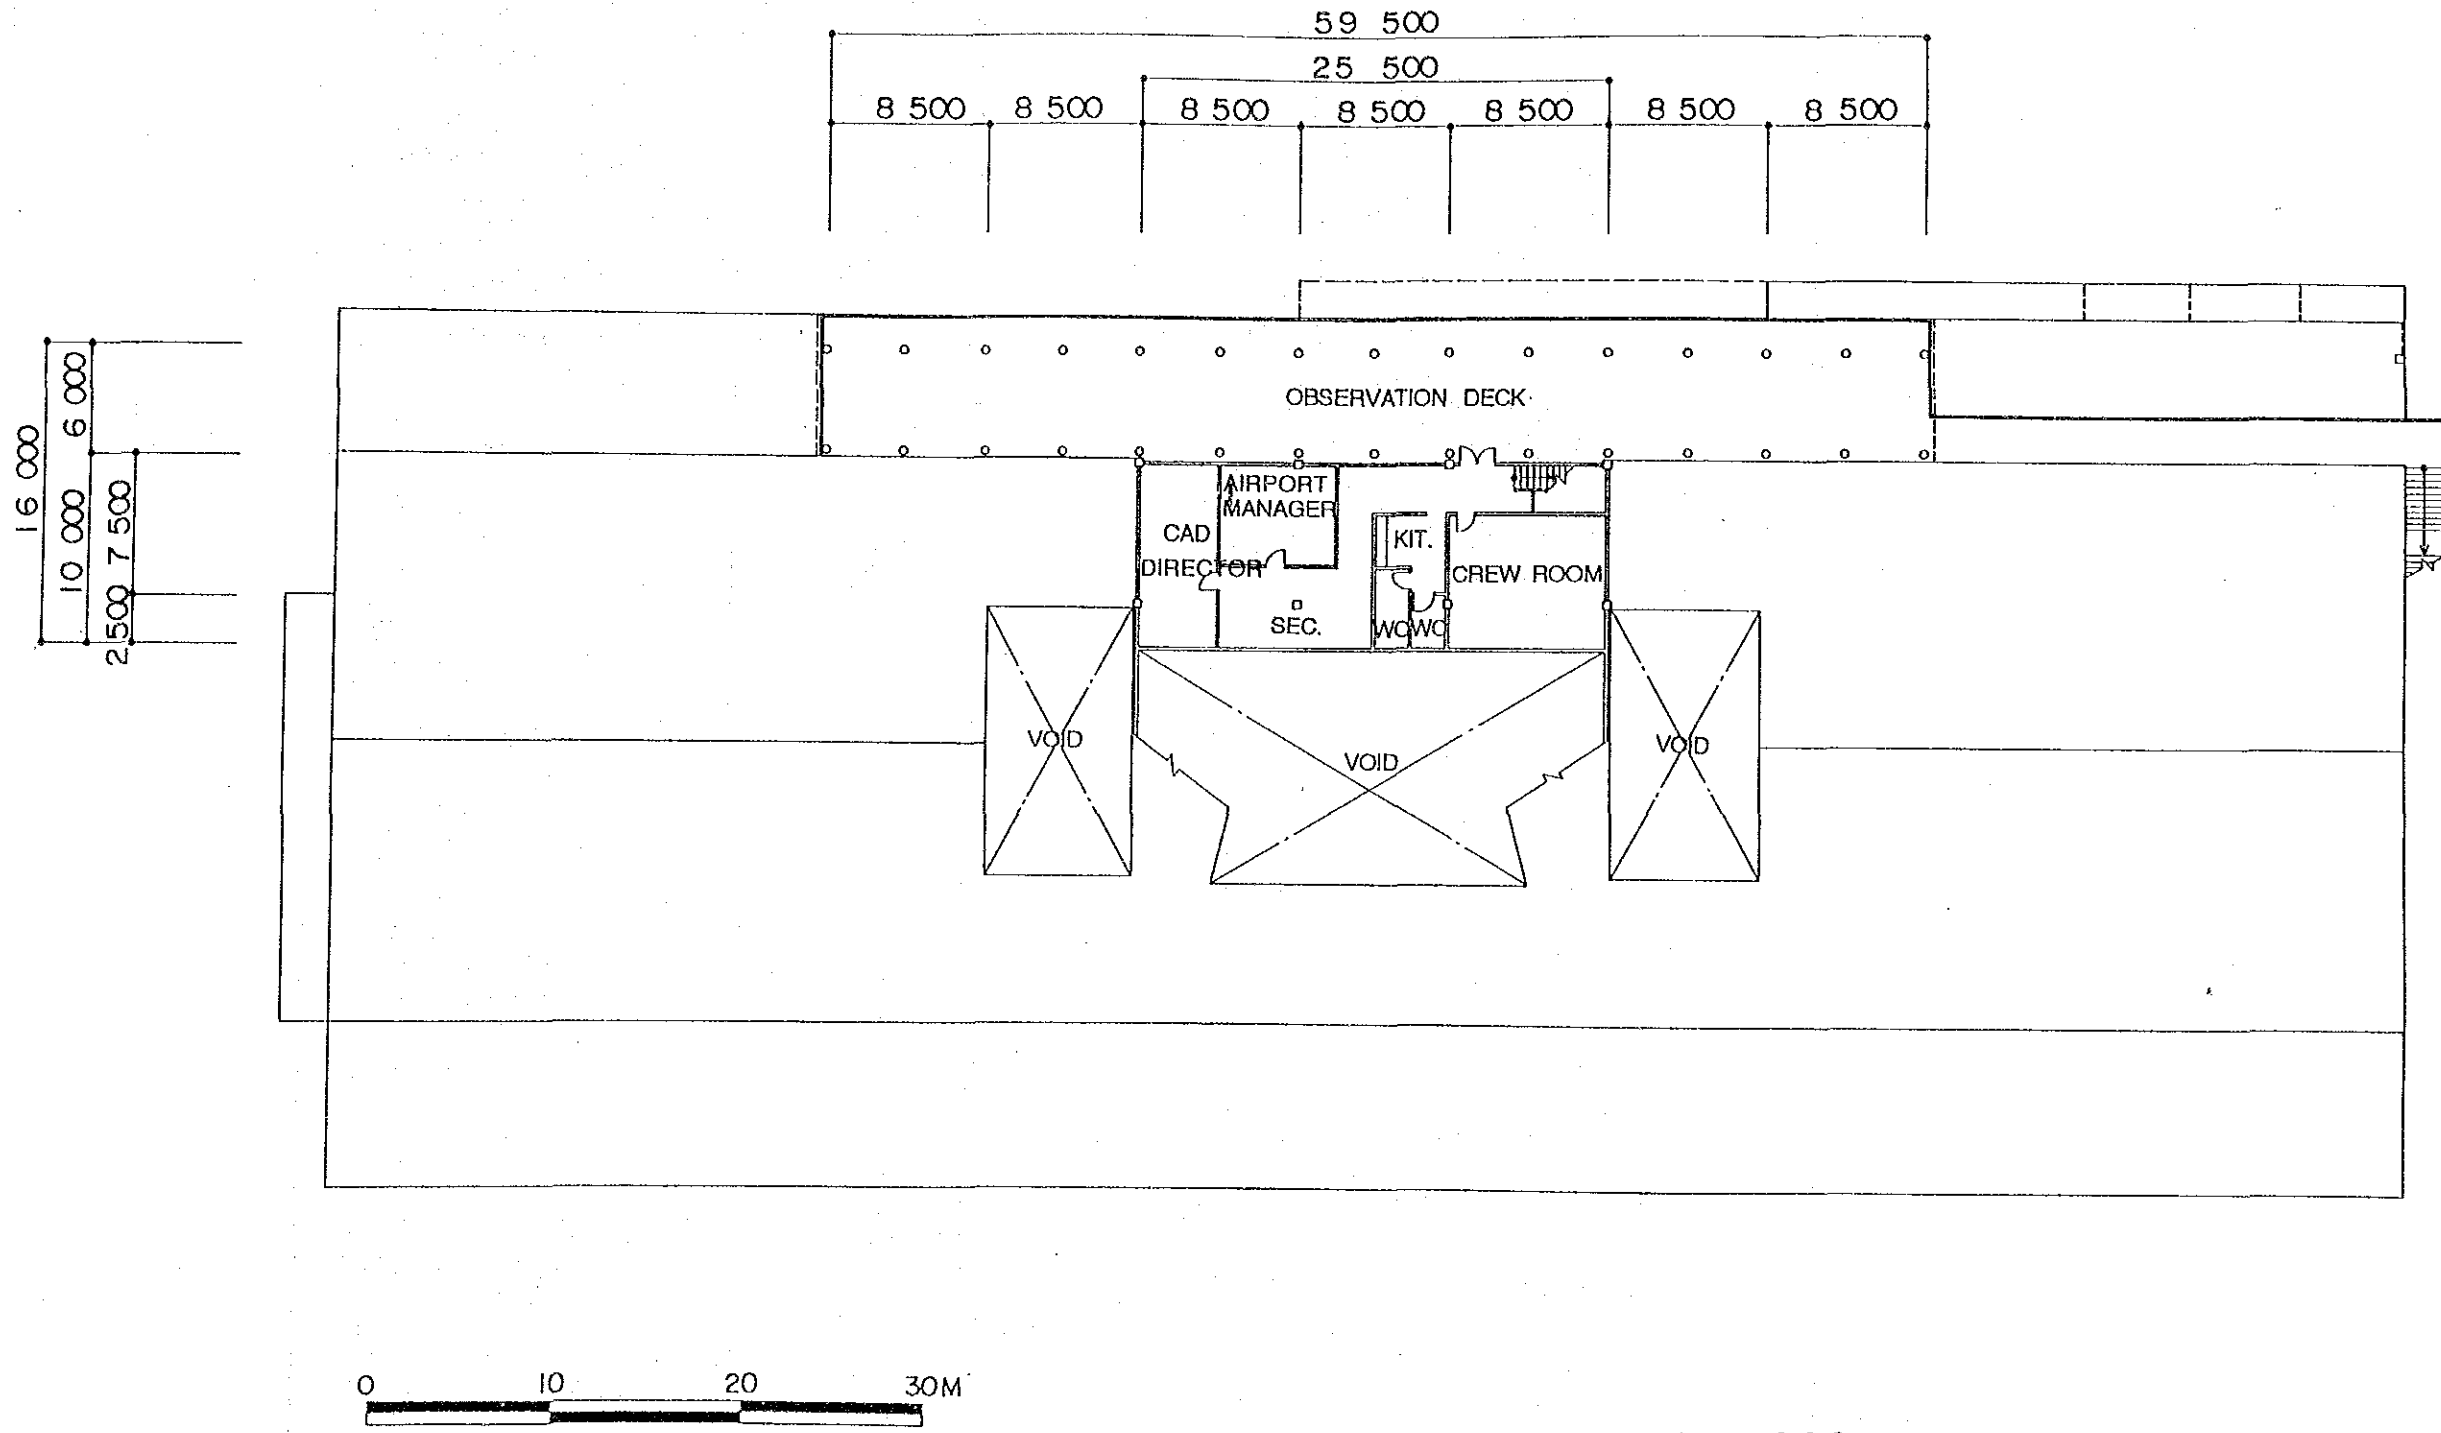 59 500
25 500
8 500 8 500 8 500 8 500 8 500 8 500 8 500
16 000
6 000
10 000
7 500
2 500
OBSERVATION DECK
AIRPORT
MANAGER
CAD
DIRECTOR
KIT.
CREW ROOM
SEC.
WC WC
VOID
VOID
VOID
0 10 20 30M